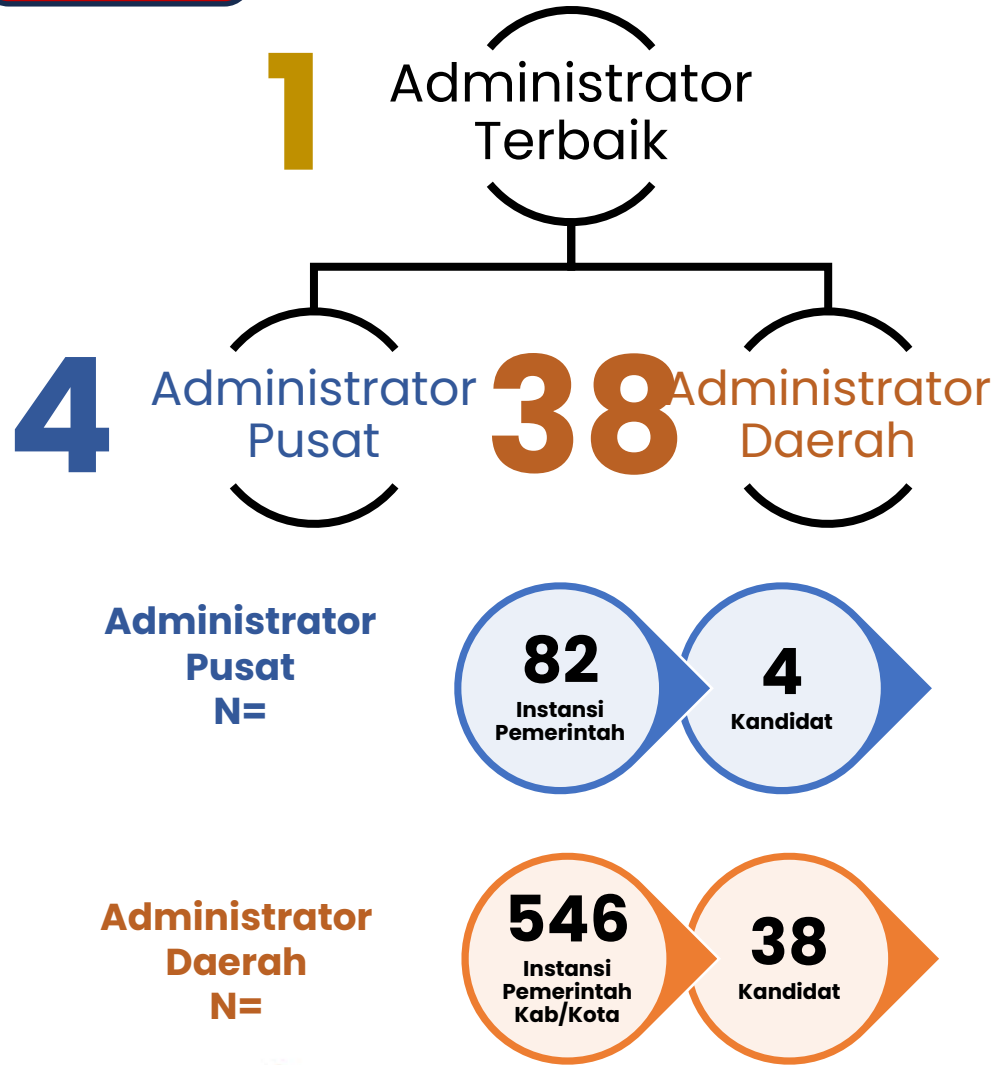 1
Administrator
Terbaik
4
Administrator
Pusat
38
Administrator
Daerah
Administrator
Pusat
N=
82
Instansi
Pemerintah
4
Kandidat
Administrator
Daerah
N=
546
Instansi
Pemerintah
Kab/Kota
38
Kandidat